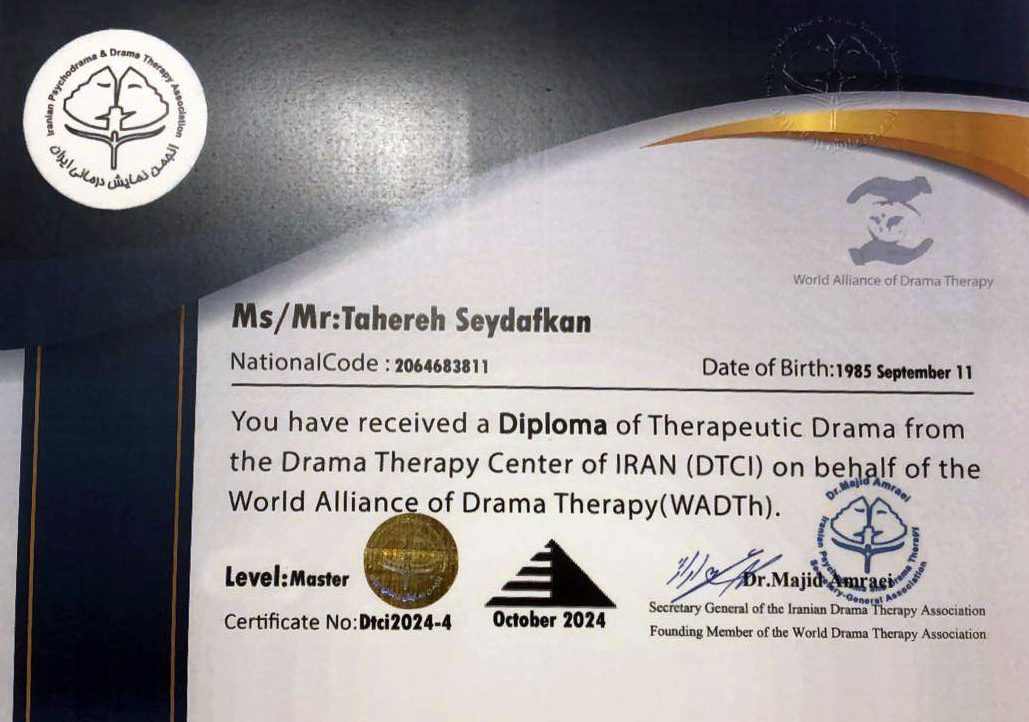 Iranian Psychodrama & Drama Therapy Association
انجمن نمایش درمانی ایران
World Alliance of Drama Therapy
Ms/Mr:Tahereh Seydafkan
NationalCode : 2064683811
Date of Birth:1985 September 11
You have received a Diploma of Therapeutic Drama from
the Drama Therapy Center of IRAN (DTCI) on behalf of the
World Alliance of Drama Therapy(WADTh).
Dr.Majid Amraei
Level:Master
Dr.Majid Amraei
Secretary General of the Iranian Drama Therapy Association
Certificate No:Dtci2024-4
October 2024
Founding Member of the World Drama Therapy Association